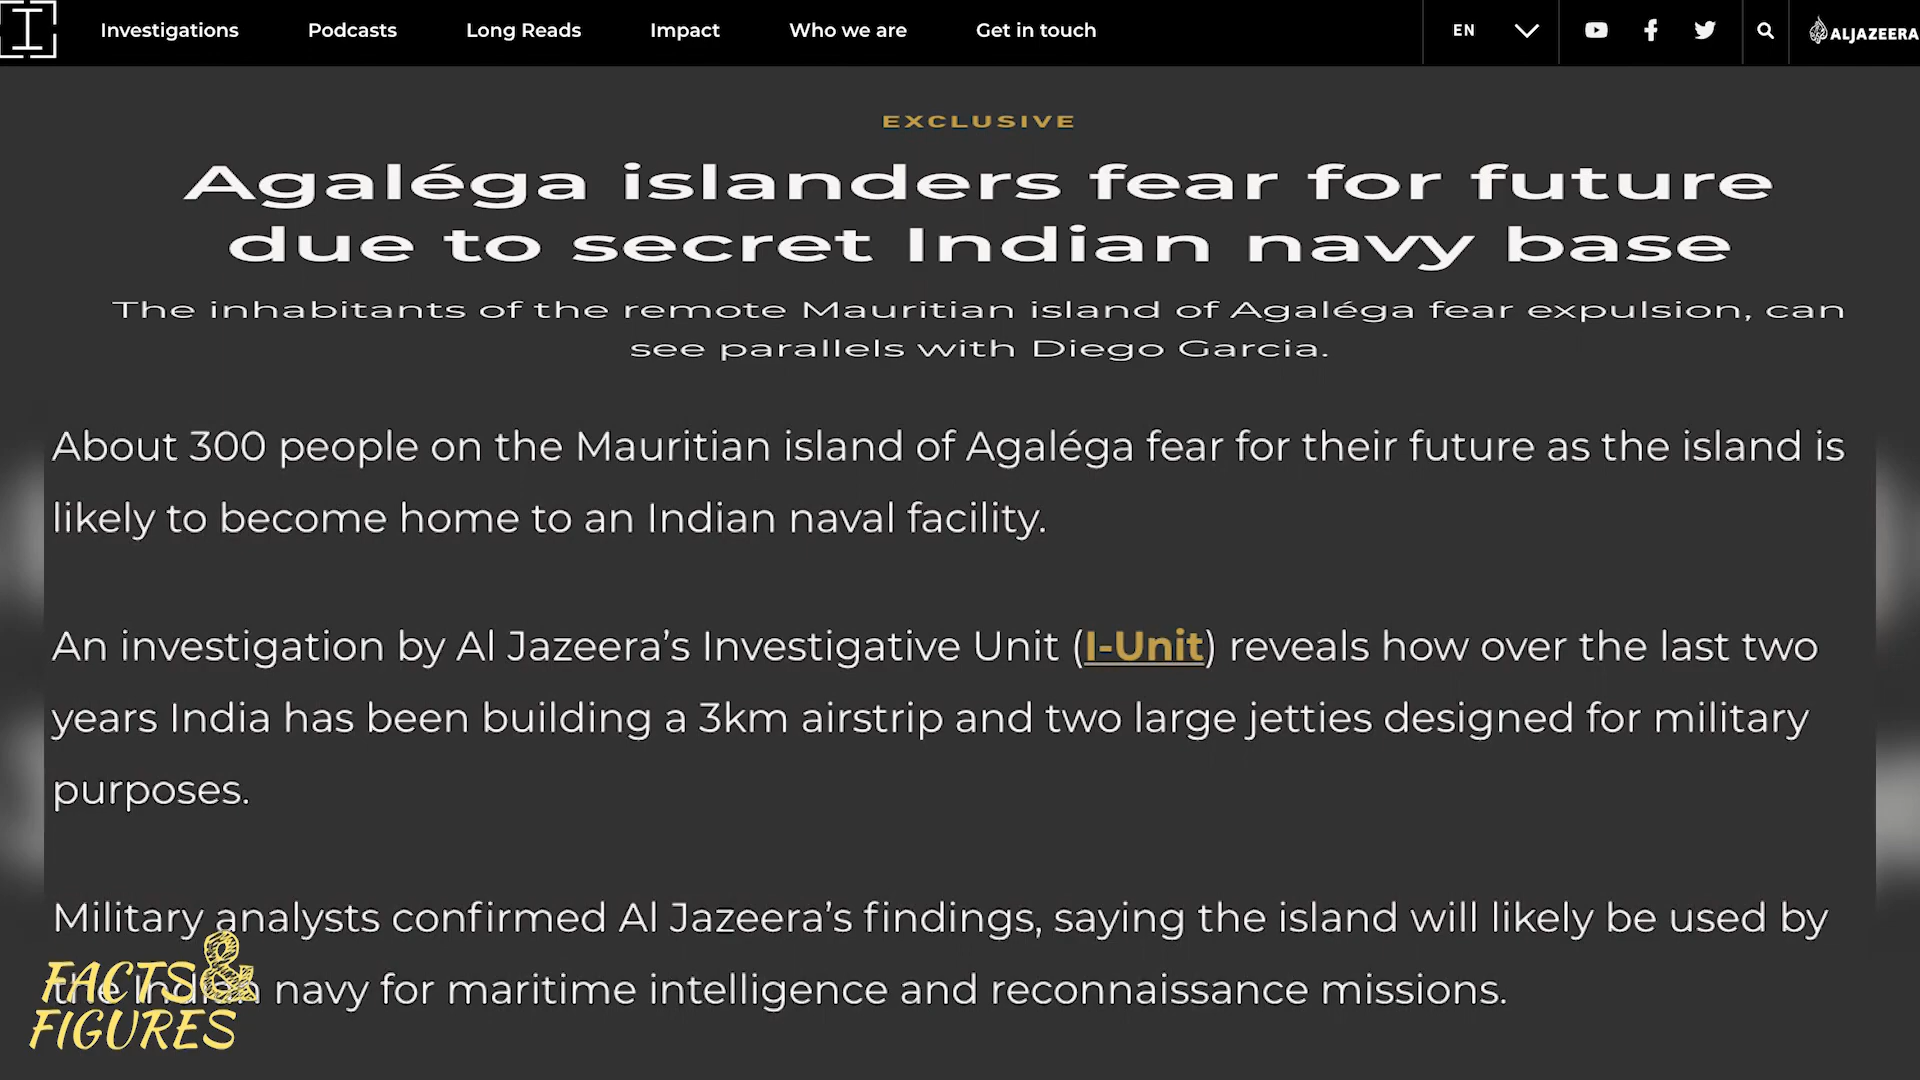 Investigations Podcasts Long Reads Impact Who we are Get in touch EN ALJAZEERA
EXCLUSIVE
Agaléga islanders fear for future
due to secret Indian navy base
The inhabitants of the remote Mauritian island of Agaléga fear expulsion, can
see parallels with Diego Garcia.
About 300 people on the Mauritian island of Agaléga fear for their future as the island is
likely to become home to an Indian naval facility.
An investigation by Al Jazeera’s Investigative Unit (I-Unit) reveals how over the last two
years India has been building a 3km airstrip and two large jetties designed for military
purposes.
Military analysts confirmed Al Jazeera’s findings, saying the island will likely be used by
the Indian navy for maritime intelligence and reconnaissance missions.
FACTS &
FIGURES